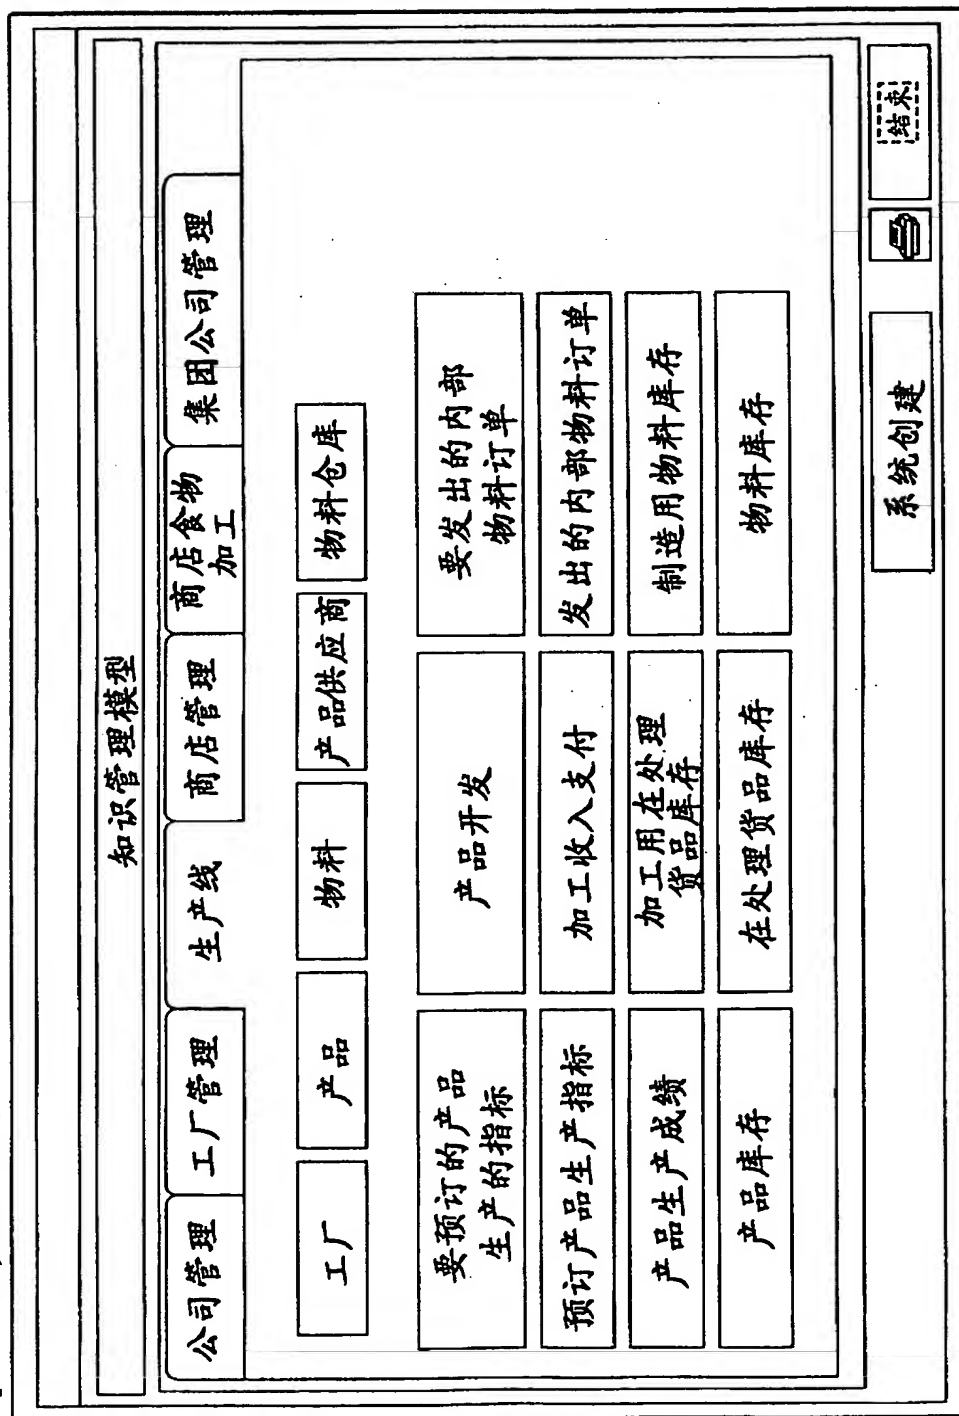 知识管理模型
公司管理
工厂管理
生产线
商店管理
商店食物
加工
集团公司管理
工厂
产品
物料
产品供应商
物料仓库
要预订的产品
生产的指标
产品开发
要发出的内部
物料订单
预订产品生产指标
加工收入支付
发出的内部物料订单
产品生产成绩
加工用在处理
货品库存
制造用物料库存
产品库存
在处理货品库存
物料库存
系统创建
结束